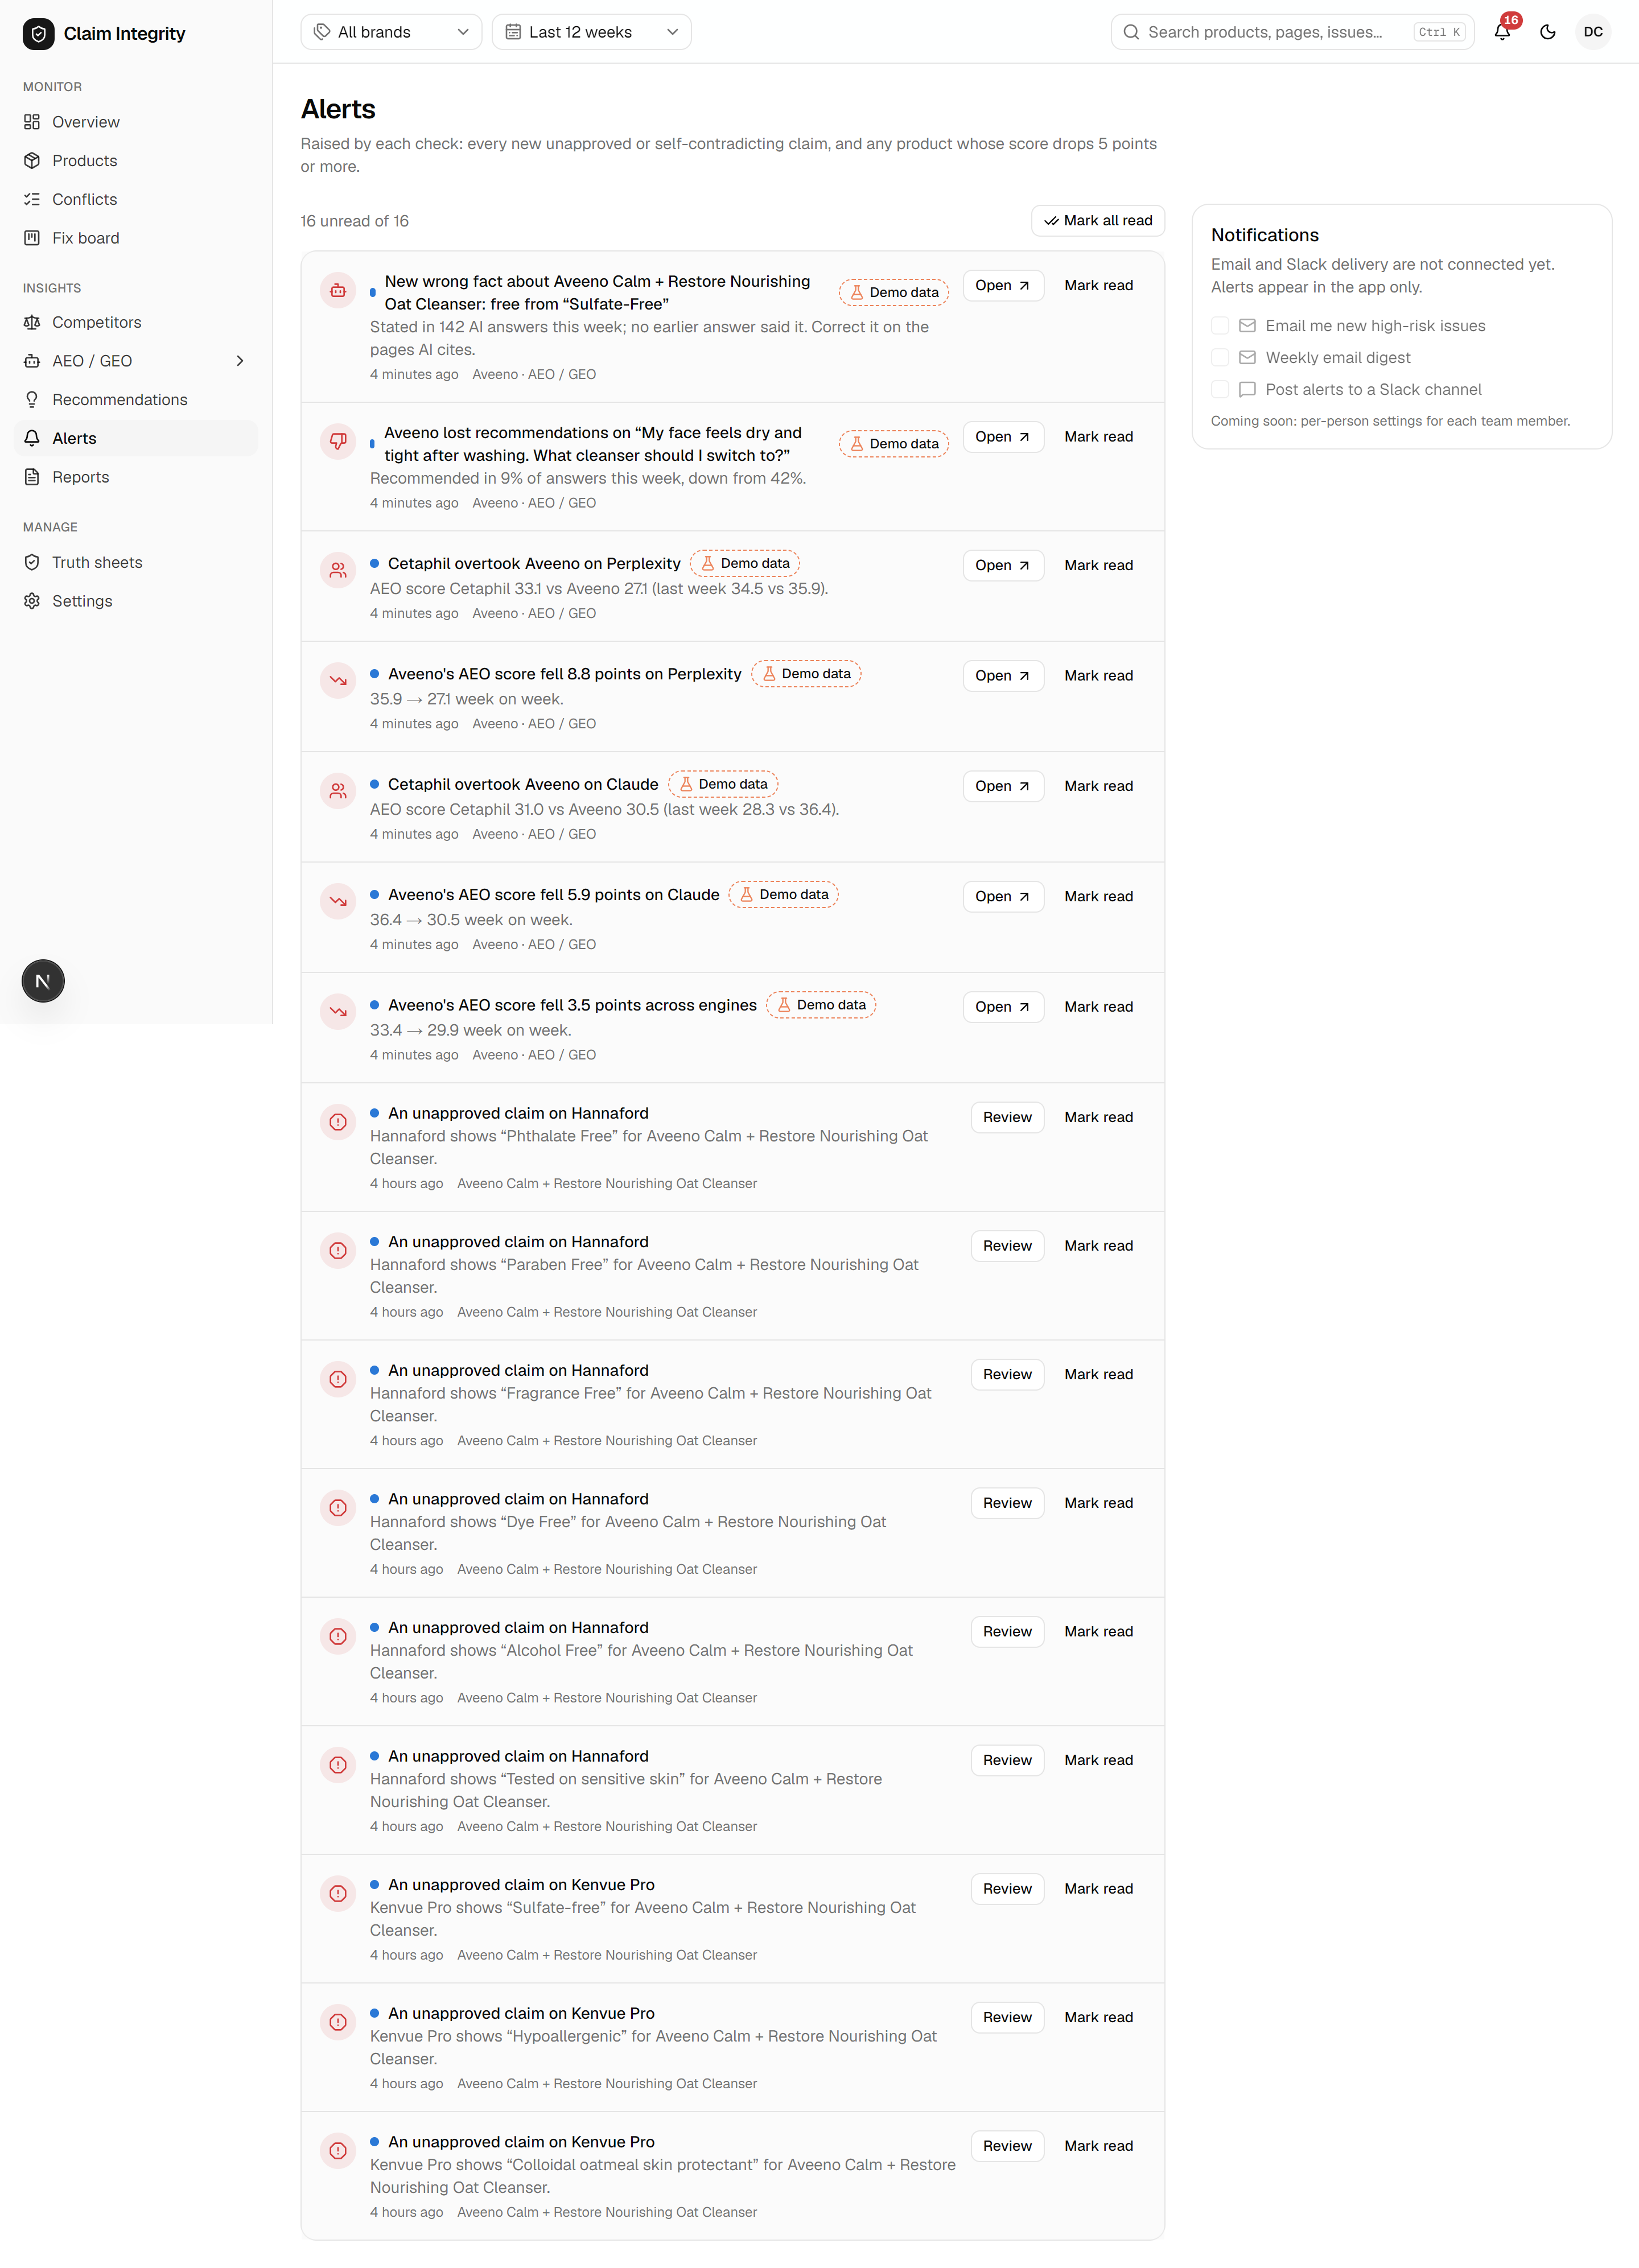 Claim Integrity
MONITOR
Overview
Products
Conflicts
Fix board
INSIGHTS
Competitors
AEO / GEO
Recommendations
Alerts
Reports
MANAGE
Truth sheets
Settings
N
All brands
Last 12 weeks
Search products, pages, issues...
Ctrl K
16
DC
Alerts
Raised by each check: every new unapproved or self-contradicting claim, and any product whose score drops 5 points
or more.
16 unread of 16
Mark all read
New wrong fact about Aveeno Calm + Restore Nourishing
Oat Cleanser: free from “Sulfate-Free”
Demo data
Open
Mark read
Stated in 142 AI answers this week; no earlier answer said it. Correct it on the
pages AI cites.
4 minutes ago Aveeno · AEO / GEO
Aveeno lost recommendations on “My face feels dry and
tight after washing. What cleanser should I switch to?”
Demo data
Open
Mark read
Recommended in 9% of answers this week, down from 42%.
4 minutes ago Aveeno · AEO / GEO
Cetaphil overtook Aveeno on Perplexity
Demo data
Open
Mark read
AEO score Cetaphil 33.1 vs Aveeno 27.1 (last week 34.5 vs 35.9).
4 minutes ago Aveeno · AEO / GEO
Aveeno's AEO score fell 8.8 points on Perplexity
Demo data
Open
Mark read
35.9 → 27.1 week on week.
4 minutes ago Aveeno · AEO / GEO
Cetaphil overtook Aveeno on Claude
Demo data
Open
Mark read
AEO score Cetaphil 31.0 vs Aveeno 30.5 (last week 28.3 vs 36.4).
4 minutes ago Aveeno · AEO / GEO
Aveeno's AEO score fell 5.9 points on Claude
Demo data
Open
Mark read
36.4 → 30.5 week on week.
4 minutes ago Aveeno · AEO / GEO
Aveeno's AEO score fell 3.5 points across engines
Demo data
Open
Mark read
33.4 → 29.9 week on week.
4 minutes ago Aveeno · AEO / GEO
An unapproved claim on Hannaford
Review
Mark read
Hannaford shows “Phthalate Free” for Aveeno Calm + Restore Nourishing Oat
Cleanser.
4 hours ago Aveeno Calm + Restore Nourishing Oat Cleanser
An unapproved claim on Hannaford
Review
Mark read
Hannaford shows “Paraben Free” for Aveeno Calm + Restore Nourishing Oat
Cleanser.
4 hours ago Aveeno Calm + Restore Nourishing Oat Cleanser
An unapproved claim on Hannaford
Review
Mark read
Hannaford shows “Fragrance Free” for Aveeno Calm + Restore Nourishing Oat
Cleanser.
4 hours ago Aveeno Calm + Restore Nourishing Oat Cleanser
An unapproved claim on Hannaford
Review
Mark read
Hannaford shows “Dye Free” for Aveeno Calm + Restore Nourishing Oat
Cleanser.
4 hours ago Aveeno Calm + Restore Nourishing Oat Cleanser
An unapproved claim on Hannaford
Review
Mark read
Hannaford shows “Alcohol Free” for Aveeno Calm + Restore Nourishing Oat
Cleanser.
4 hours ago Aveeno Calm + Restore Nourishing Oat Cleanser
An unapproved claim on Hannaford
Review
Mark read
Hannaford shows “Tested on sensitive skin” for Aveeno Calm + Restore
Nourishing Oat Cleanser.
4 hours ago Aveeno Calm + Restore Nourishing Oat Cleanser
An unapproved claim on Kenvue Pro
Review
Mark read
Kenvue Pro shows “Sulfate-free” for Aveeno Calm + Restore Nourishing Oat
Cleanser.
4 hours ago Aveeno Calm + Restore Nourishing Oat Cleanser
An unapproved claim on Kenvue Pro
Review
Mark read
Kenvue Pro shows “Hypoallergenic” for Aveeno Calm + Restore Nourishing Oat
Cleanser.
4 hours ago Aveeno Calm + Restore Nourishing Oat Cleanser
An unapproved claim on Kenvue Pro
Review
Mark read
Kenvue Pro shows “Colloidal oatmeal skin protectant” for Aveeno Calm + Restore
Nourishing Oat Cleanser.
4 hours ago Aveeno Calm + Restore Nourishing Oat Cleanser
Notifications
Email and Slack delivery are not connected yet.
Alerts appear in the app only.
Email me new high-risk issues
Weekly email digest
Post alerts to a Slack channel
Coming soon: per-person settings for each team member.